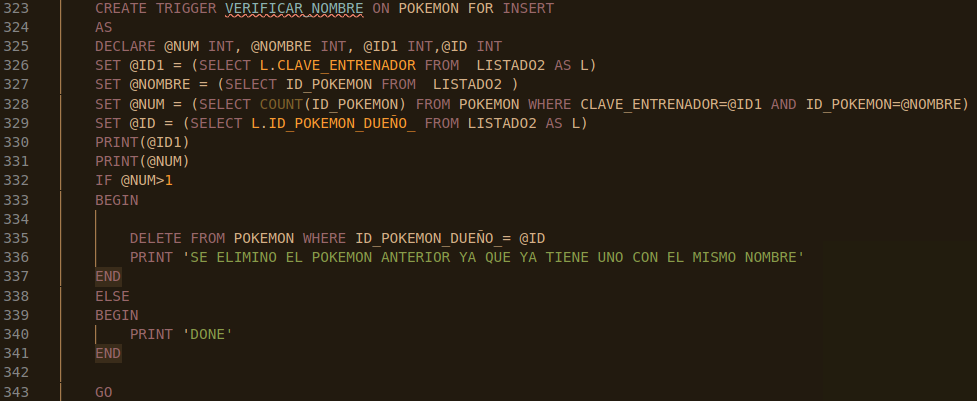 323 CREATE TRIGGER VERIFICAR_NOMBRE ON POKEMON FOR INSERT
324 AS
325 DECLARE @NUM INT, @NOMBRE INT, @ID1 INT,@ID INT
326 SET @ID1 = (SELECT L.CLAVE_ENTRENADOR FROM  LISTADO2 AS L)
327 SET @NOMBRE = (SELECT ID_POKEMON FROM  LISTADO2 )
328 SET @NUM = (SELECT COUNT(ID_POKEMON) FROM POKEMON WHERE CLAVE_ENTRENADOR=@ID1 AND ID_POKEMON=@NOMBRE)
329 SET @ID = (SELECT L.ID_POKEMON_DUEÑO_ FROM LISTADO2 AS L)
330 PRINT(@ID1)
331 PRINT(@NUM)
332 IF @NUM>1
333 BEGIN
334
335 DELETE FROM POKEMON WHERE ID_POKEMON_DUEÑO_= @ID
336 PRINT 'SE ELIMINO EL POKEMON ANTERIOR YA QUE YA TIENE UNO CON EL MISMO NOMBRE'
337 END
338 ELSE
339 BEGIN
340 PRINT 'DONE'
341 END
342
343 GO